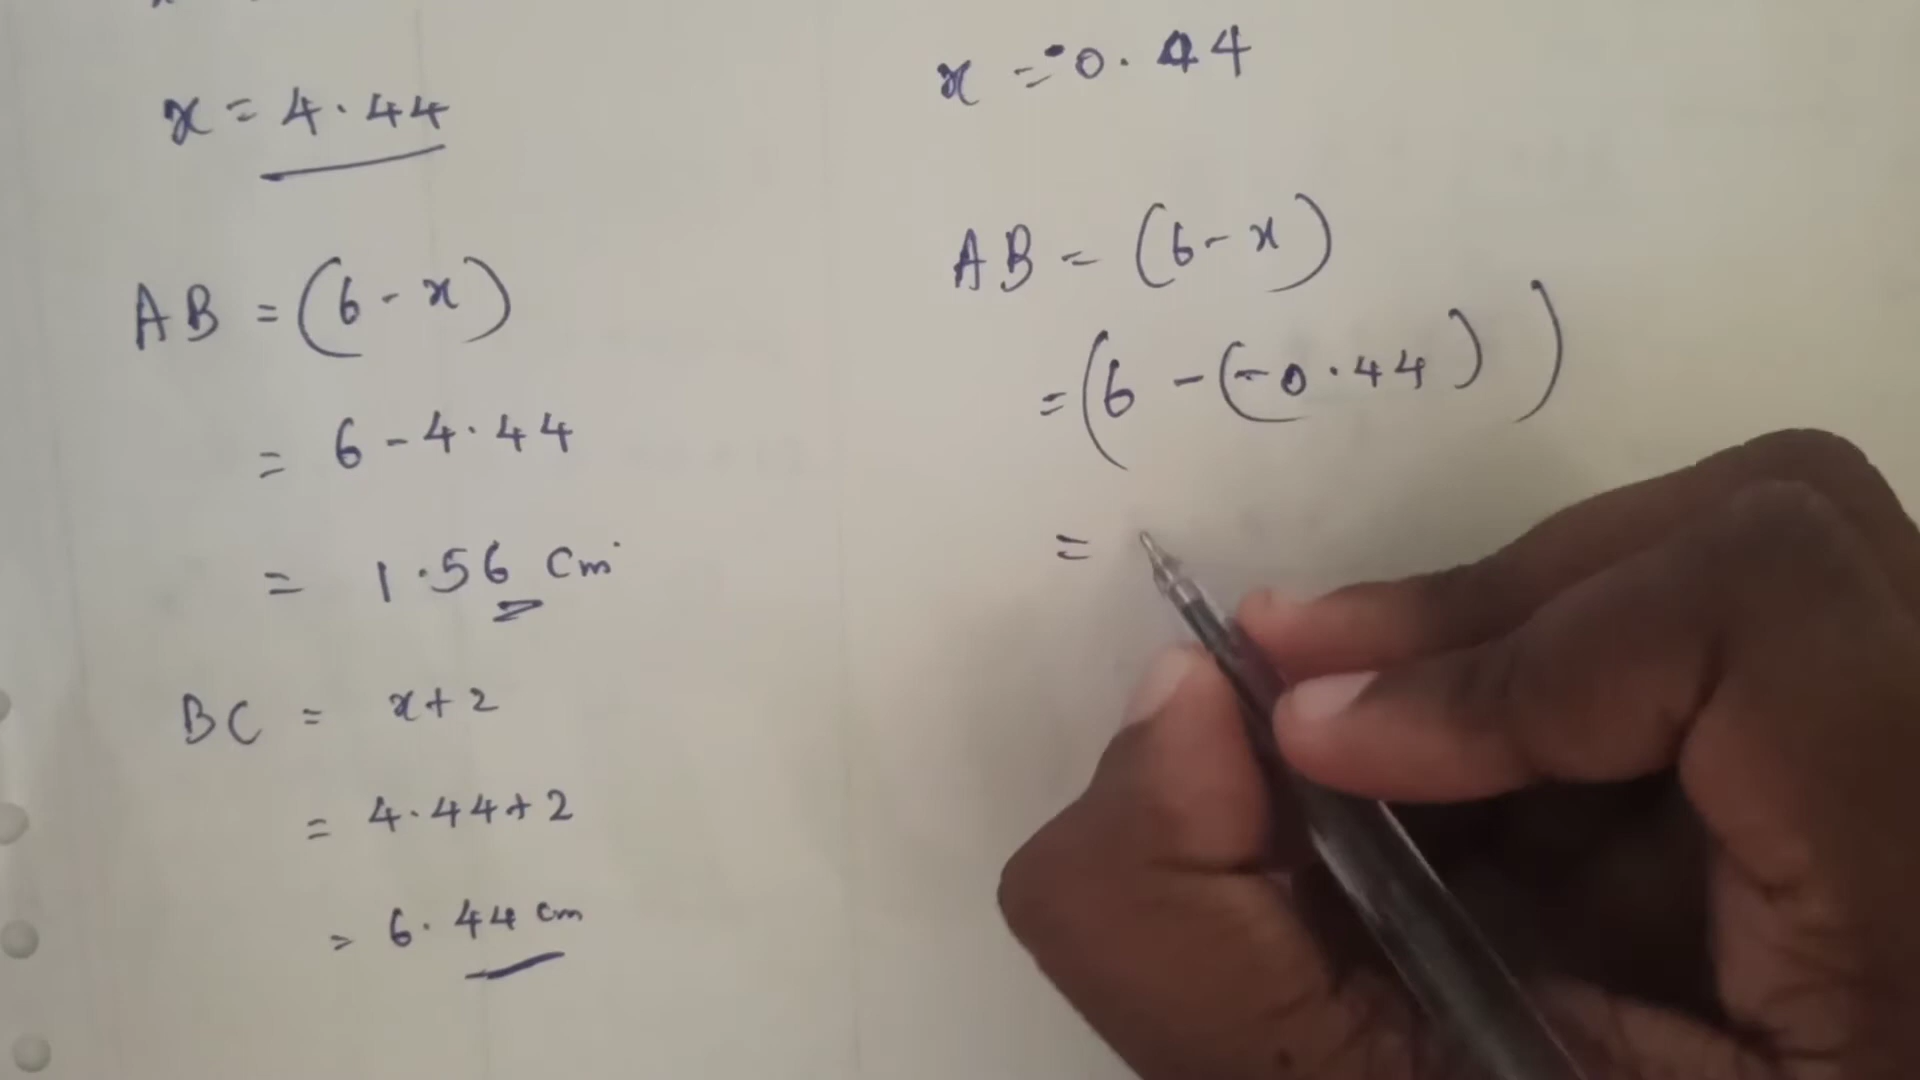 x = 4.44
AB = (6 - x)
= 6 - 4.44
= 1.56 cm
BC = x + 2
= 4.44 + 2
= 6.44 cm
x = -0.44
AB = (6 - x)
= (6 - (-0.44))
=